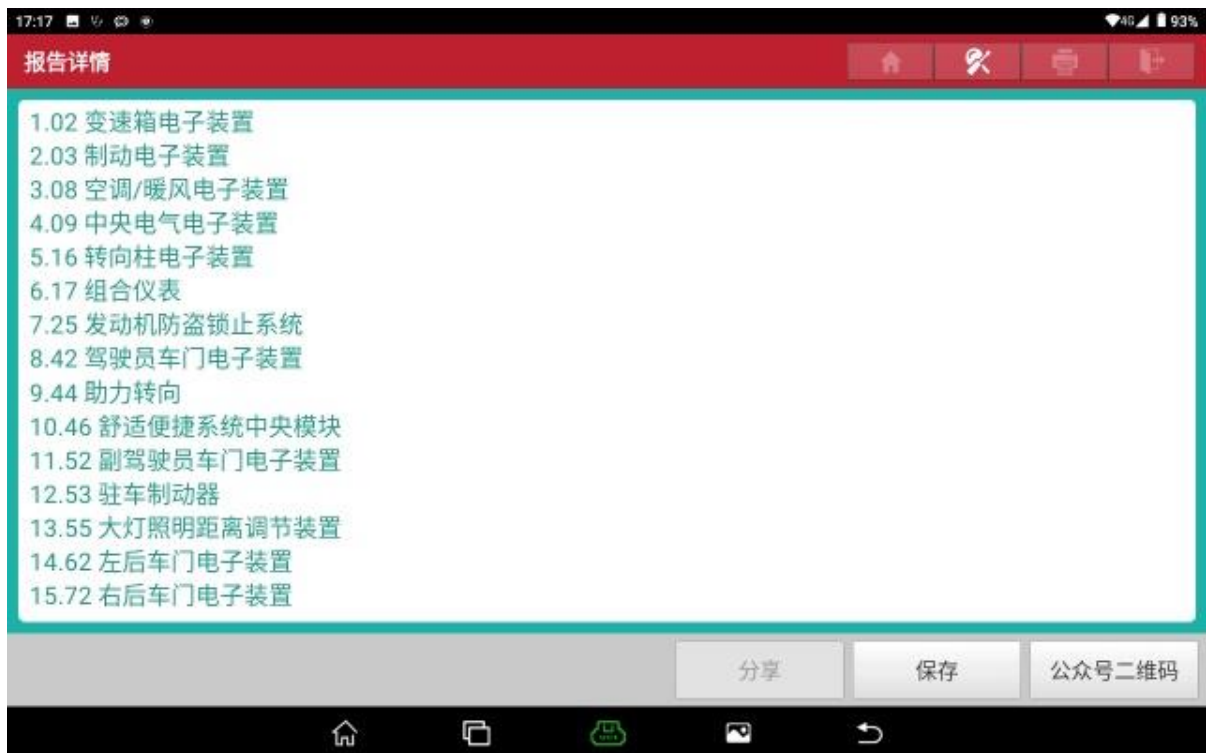 17:17
4G
93%
报告详情
1.02 变速箱电子装置
2.03 制动电子装置
3.08 空调/暖风电子装置
4.09 中央电气电子装置
5.16 转向柱电子装置
6.17 组合仪表
7.25 发动机防盗锁止系统
8.42 驾驶员车门电子装置
9.44 助力转向
10.46 舒适便捷系统中央模块
11.52 副驾驶员车门电子装置
12.53 驻车制动器
13.55 大灯照明距离调节装置
14.62 左后车门电子装置
15.72 右后车门电子装置
分享
保存
公众号二维码